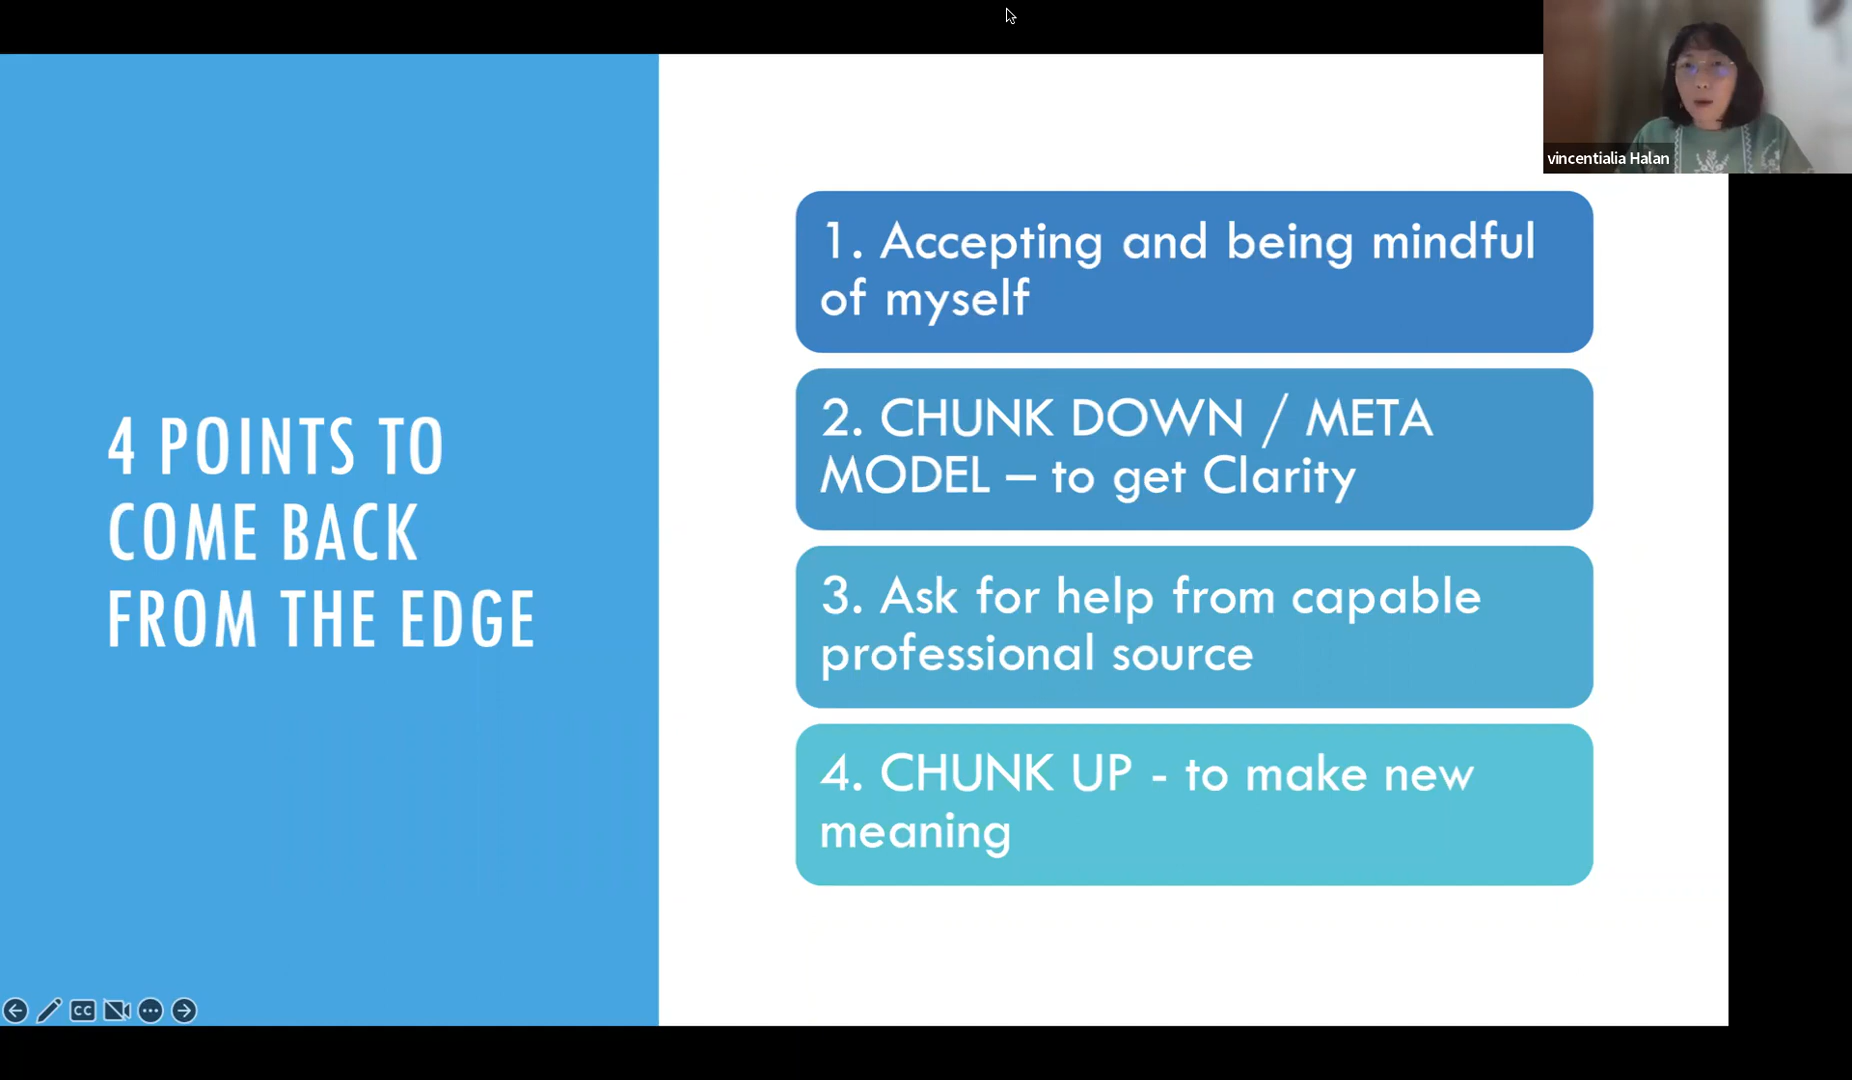 4 POINTS TO
COME BACK
FROM THE EDGE
1. Accepting and being mindful
of myself
2. CHUNK DOWN / META
MODEL – to get Clarity
3. Ask for help from capable
professional source
4. CHUNK UP - to make new
meaning
vincentialia Halan
CC